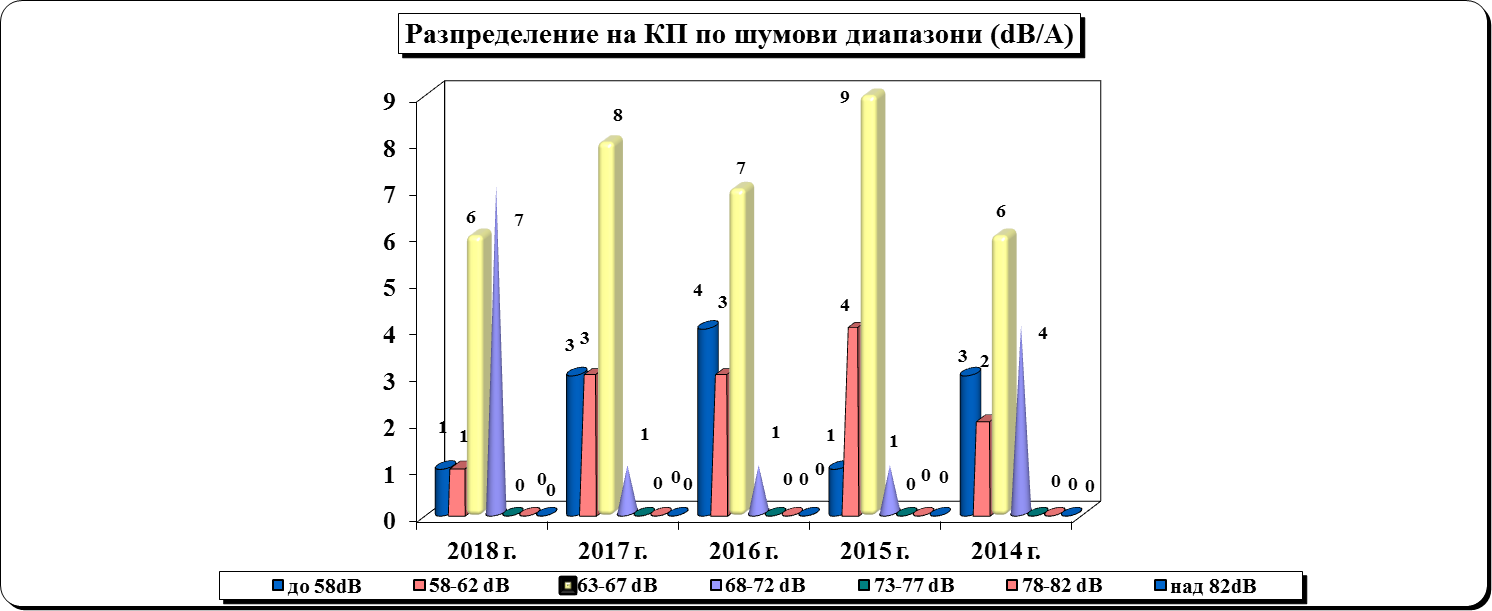 Разпределение на КП по шумови диапазони (dB/A)
9
8
7
6
5
4
3
2
1
0
1 1 6 7 0 0 0
3 3 8 1 0 0 0
4 3 7 1 0 0 0
1 4 9 1 0 0 0
3 2 6 4 0 0 0
2018 г. 2017 г. 2016 г. 2015 г. 2014 г.
до 58dB 58-62 dB 63-67 dB 68-72 dB 73-77 dB 78-82 dB над 82dB